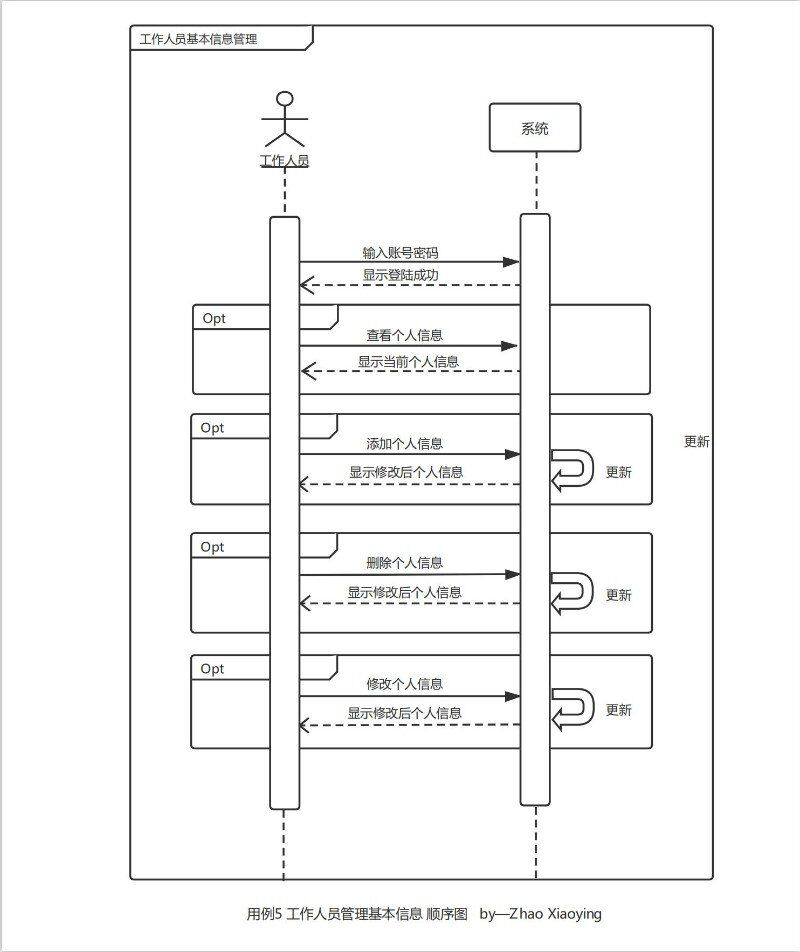 工作人员基本信息管理
系统
工作人员
输入账号密码
显示登陆成功
Opt
查看个人信息
显示当前个人信息
Opt
添加个人信息
更新
显示修改后个人信息
更新
Opt
删除个人信息
显示修改后个人信息
更新
Opt
修改个人信息
显示修改后个人信息
更新
用例5 工作人员管理基本信息 顺序图 by—Zhao Xiaoying